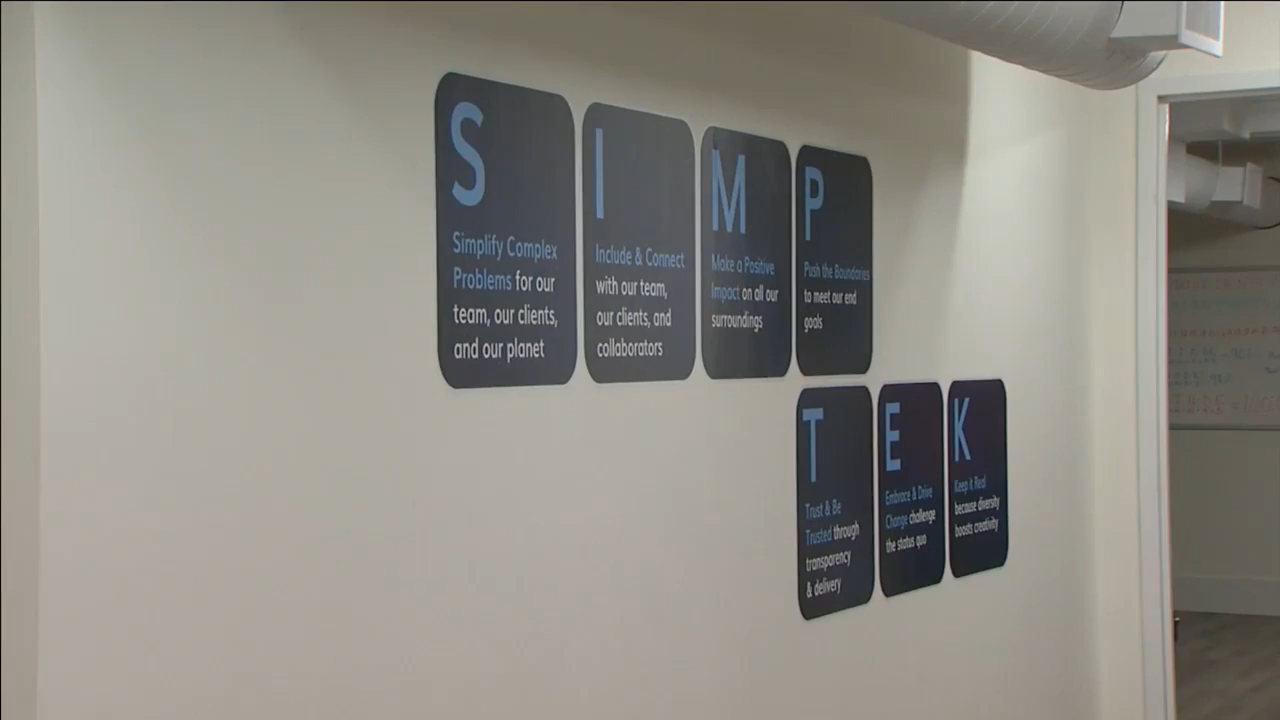 S
Simplify Complex
Problems for our
team, our clients,
and our planet
I
Include & Connect
with our team,
our clients, and
collaborators
M
Make a Positive
Impact on all our
surroundings
P
Push the Boundaries
to meet our end
goals
T
Trust & Be
Trusted through
transparency
& delivery
E
Embrace & Drive
Change challenge
the status quo
K
Keep it Real
because diversity
boosts creativity